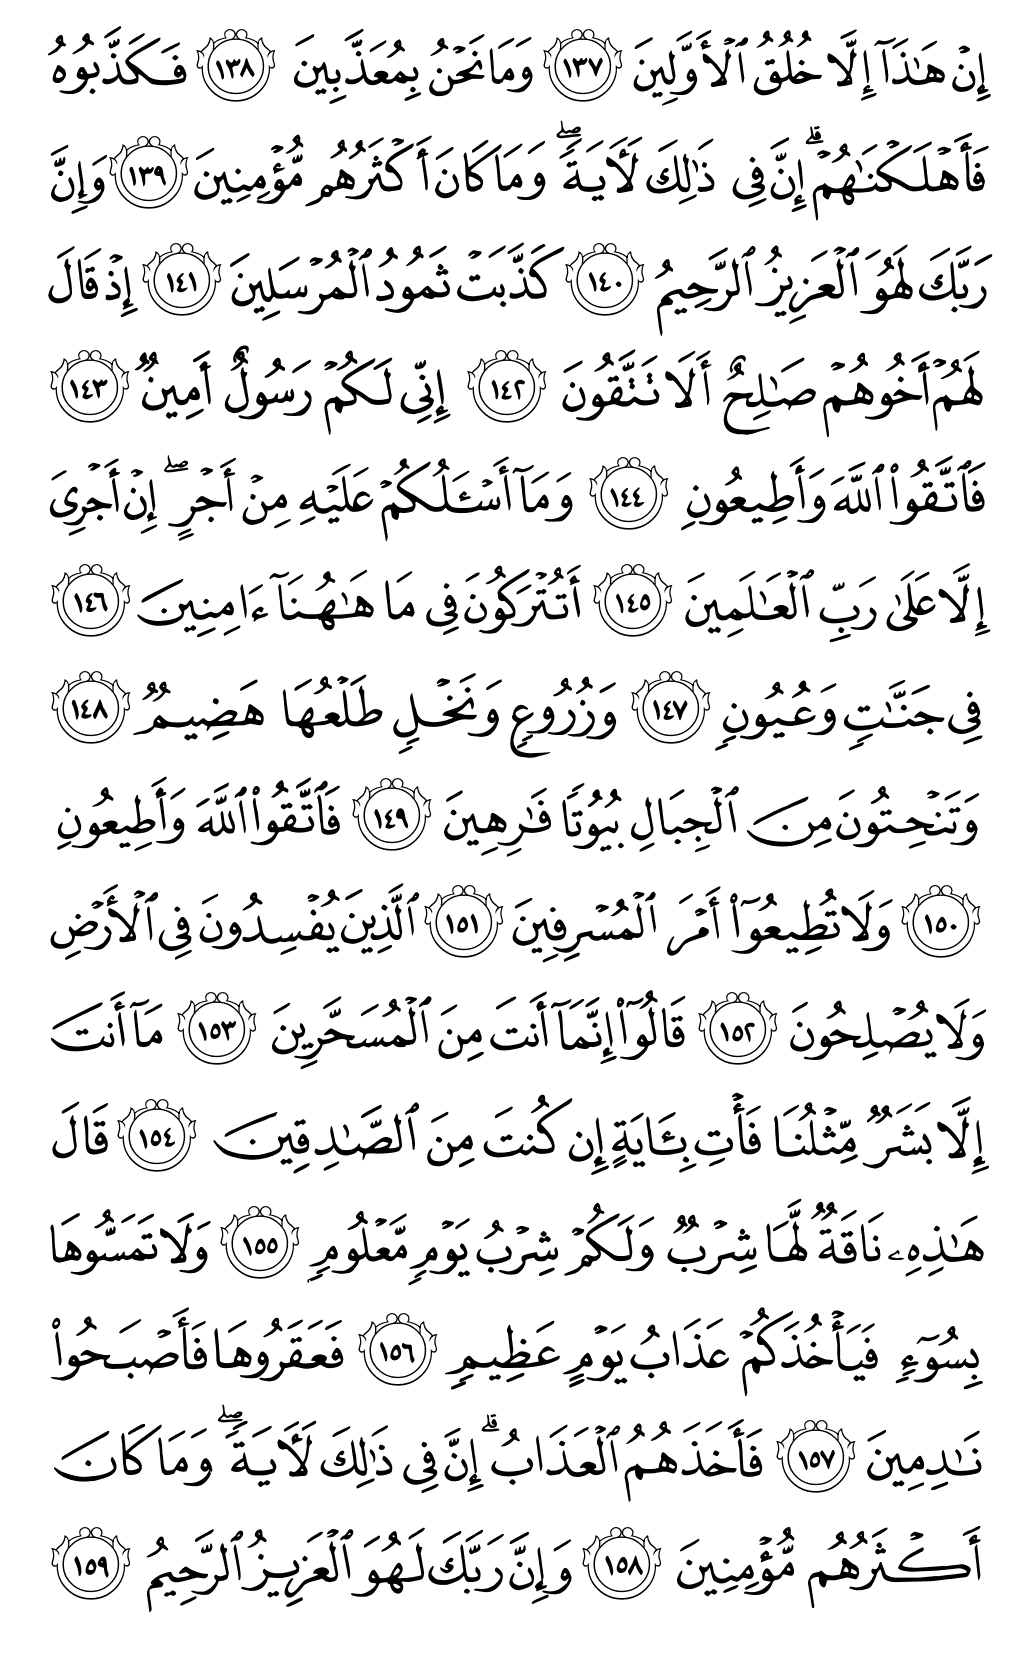 إِنْ هَٰذَآ إِلَّا خُلُقُ ٱلْأَوَّلِينَ ١٣٧ وَمَا نَحْنُ بِمُعَذَّبِينَ ١٣٨ فَكَذَّبُوهُ
فَأَهْلَكْنَٰهُمْ ۗ إِنَّ فِى ذَٰلِكَ لَـَٔايَةً ۖ وَمَا كَانَ أَكْثَرُهُم مُّؤْمِنِينَ ١٣٩ وَإِنَّ
رَبَّكَ لَهُوَ ٱلْعَزِيزُ ٱلرَّحِيمُ ١٤٠ كَذَّبَتْ ثَمُودُ ٱلْمُرْسَلِينَ ١٤١ إِذْ قَالَ
لَهُمْ أَخُوهُمْ صَٰلِحٌ أَلَا تَتَّقُونَ ١٤٢ إِنِّى لَكُمْ رَسُولٌ أَمِينٌ ١٤٣
فَٱتَّقُوا۟ ٱللَّهَ وَأَطِيعُونِ ١٤٤ وَمَآ أَسْـَٔلُكُمْ عَلَيْهِ مِنْ أَجْرٍ ۖ إِنْ أَجْرِىَ
إِلَّا عَلَىٰ رَبِّ ٱلْعَٰلَمِينَ ١٤٥ أَتُتْرَكُونَ فِى مَا هَٰهُنَآ ءَامِنِينَ ١٤٦
فِى جَنَّٰتٍ وَعُيُونٍ ١٤٧ وَزُرُوعٍ وَنَخْلٍ طَلْعُهَا هَضِيمٌ ١٤٨
وَتَنْحِتُونَ مِنَ ٱلْجِبَالِ بُيُوتًا فَٰرِهِينَ ١٤٩ فَٱتَّقُوا۟ ٱللَّهَ وَأَطِيعُونِ
١٥٠ وَلَا تُطِيعُوٓا۟ أَمْرَ ٱلْمُسْرِفِينَ ١٥١ ٱلَّذِينَ يُفْسِدُونَ فِى ٱلْأَرْضِ
وَلَا يُصْلِحُونَ ١٥٢ قَالُوٓا۟ إِنَّمَآ أَنتَ مِنَ ٱلْمُسَحَّرِينَ ١٥٣ مَآ أَنتَ
إِلَّا بَشَرٌ مِّثْلُنَا فَأْتِ بِـَٔايَةٍ إِن كُنتَ مِنَ ٱلصَّٰدِقِينَ ١٥٤ قَالَ
هَٰذِهِۦ نَاقَةٌ لَّهَا شِرْبٌ وَلَكُمْ شِرْبُ يَوْمٍ مَّعْلُومٍ ١٥٥ وَلَا تَمَسُّوهَا
بِسُوٓءٍ فَيَأْخُذَكُمْ عَذَابُ يَوْمٍ عَظِيمٍ ١٥٦ فَعَقَرُوهَا فَأَصْبَحُوا۟
نَٰدِمِينَ ١٥٧ فَأَخَذَهُمُ ٱلْعَذَابُ ۗ إِنَّ فِى ذَٰلِكَ لَـَٔايَةً ۖ وَمَا كَانَ
أَكْثَرُهُم مُّؤْمِنِينَ ١٥٨ وَإِنَّ رَبَّكَ لَهُوَ ٱلْعَزِيزُ ٱلرَّحِيمُ ١٥٩